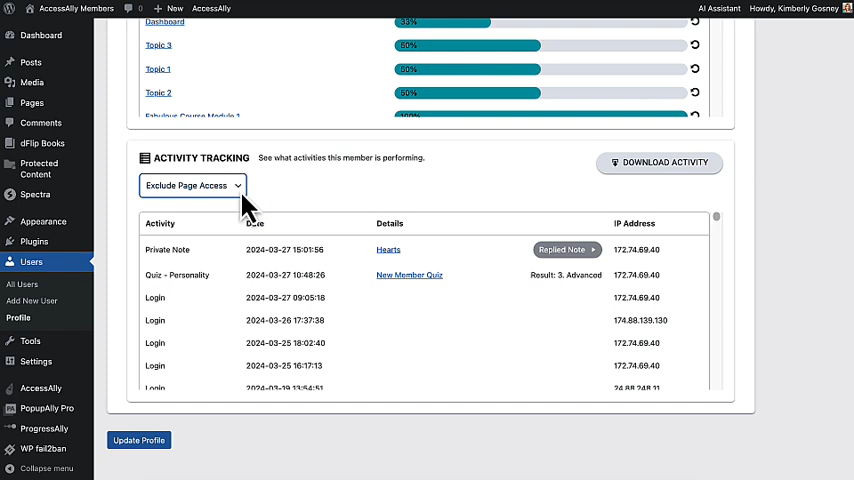 AccessAlly Members
0
New
AccessAlly
AI Assistant
Howdy, Kimberly Gosney
Dashboard
Posts
Media
Pages
Comments
dFlip Books
Protected
Content
Spectra
Appearance
Plugins
Users
All Users
Add New User
Profile
Tools
Settings
AccessAlly
PopupAlly Pro
ProgressAlly
WP fail2ban
Collapse menu
Dashboard 33%
Topic 3 50%
Topic 1 50%
Topic 2 50%
Fabulous Course Module 1 100%
ACTIVITY TRACKING See what activities this member is performing.
DOWNLOAD ACTIVITY
Exclude Page Access
Activity Date Details IP Address
Private Note 2024-03-27 15:01:56 Hearts Replied Note 172.74.69.40
Quiz - Personality 2024-03-27 10:48:26 New Member Quiz Result: 3. Advanced 172.74.69.40
Login 2024-03-27 09:05:18 172.74.69.40
Login 2024-03-26 17:37:38 174.88.139.130
Login 2024-03-25 18:02:40 172.74.69.40
Login 2024-03-25 16:17:13 172.74.69.40
Login 2024-03-19 13:54:51 24.88.248.11
Update Profile